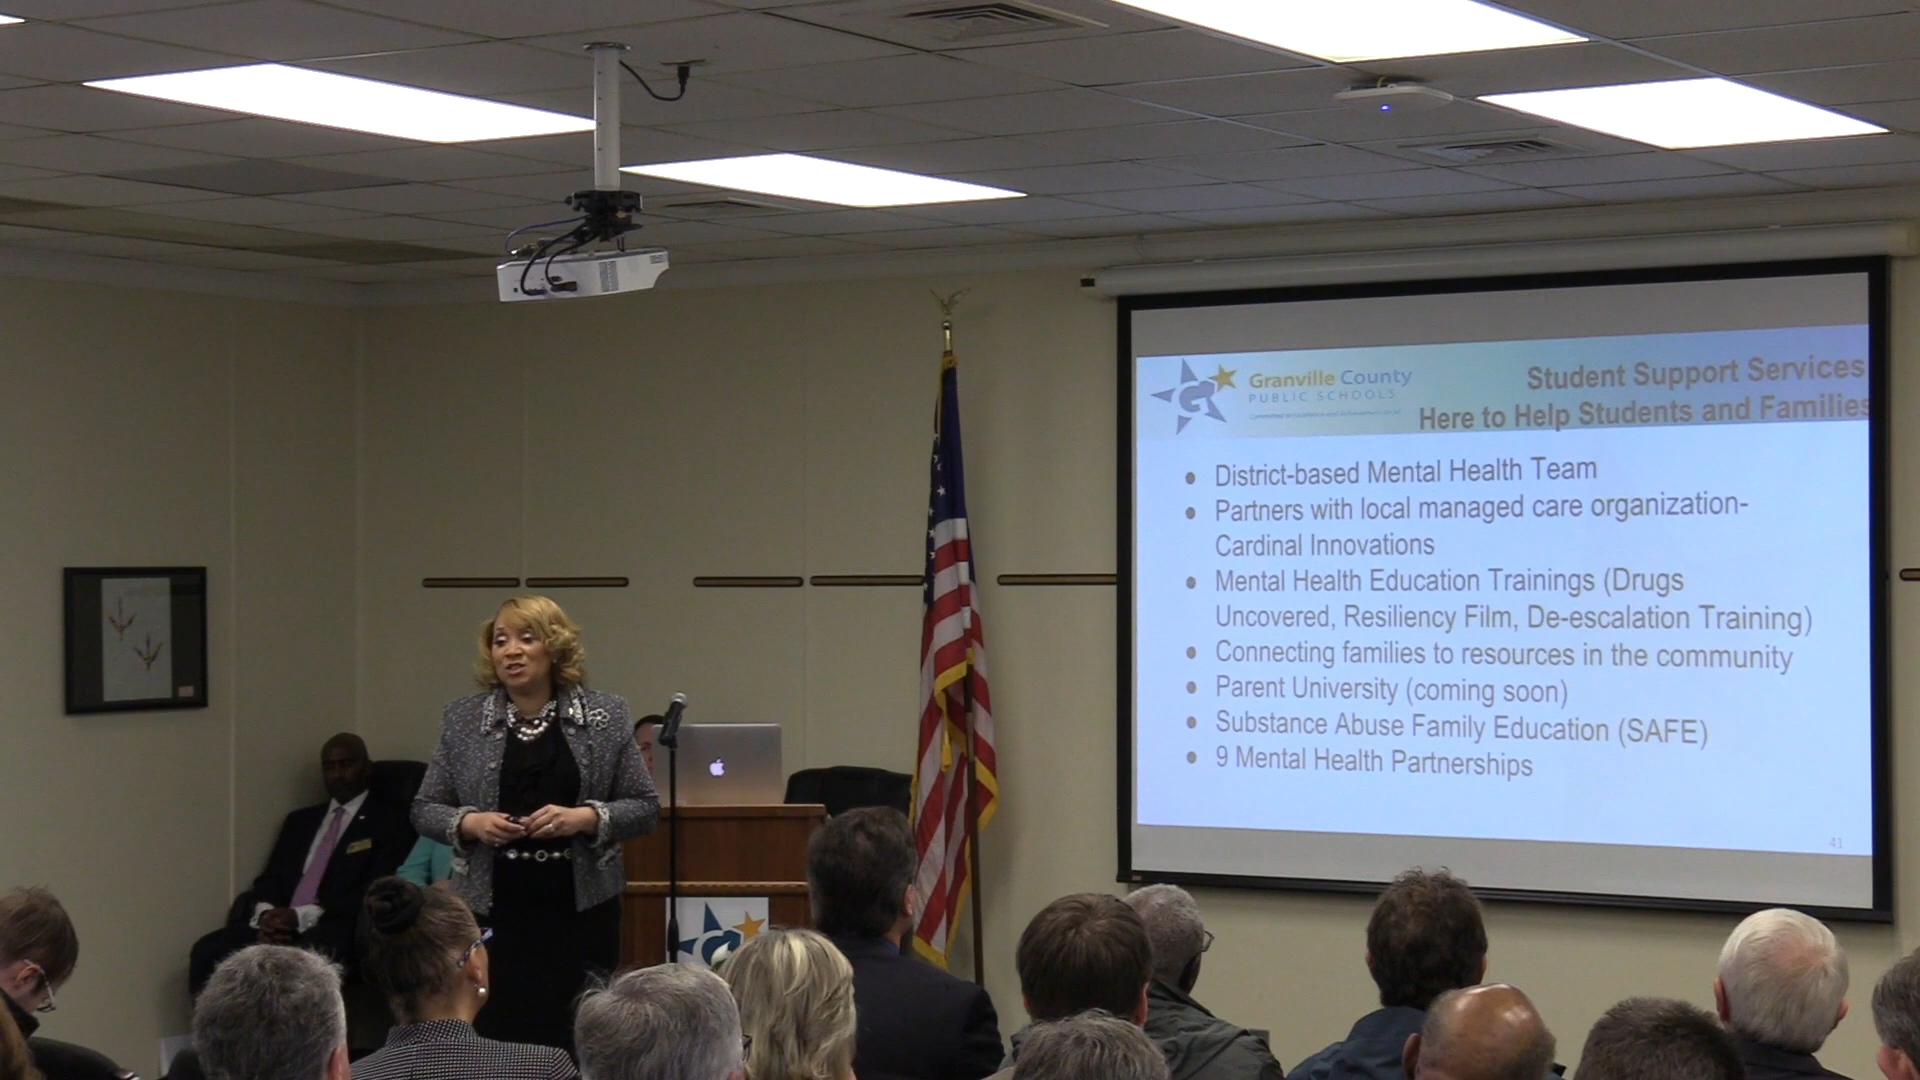 Granville County
PUBLIC SCHOOLS
Student Support Services
Here to Help Students and Families
● District-based Mental Health Team
● Partners with local managed care organization-
Cardinal Innovations
● Mental Health Education Trainings (Drugs
Uncovered, Resiliency Film, De-escalation Training)
● Connecting families to resources in the community
● Parent University (coming soon)
● Substance Abuse Family Education (SAFE)
● 9 Mental Health Partnerships
41